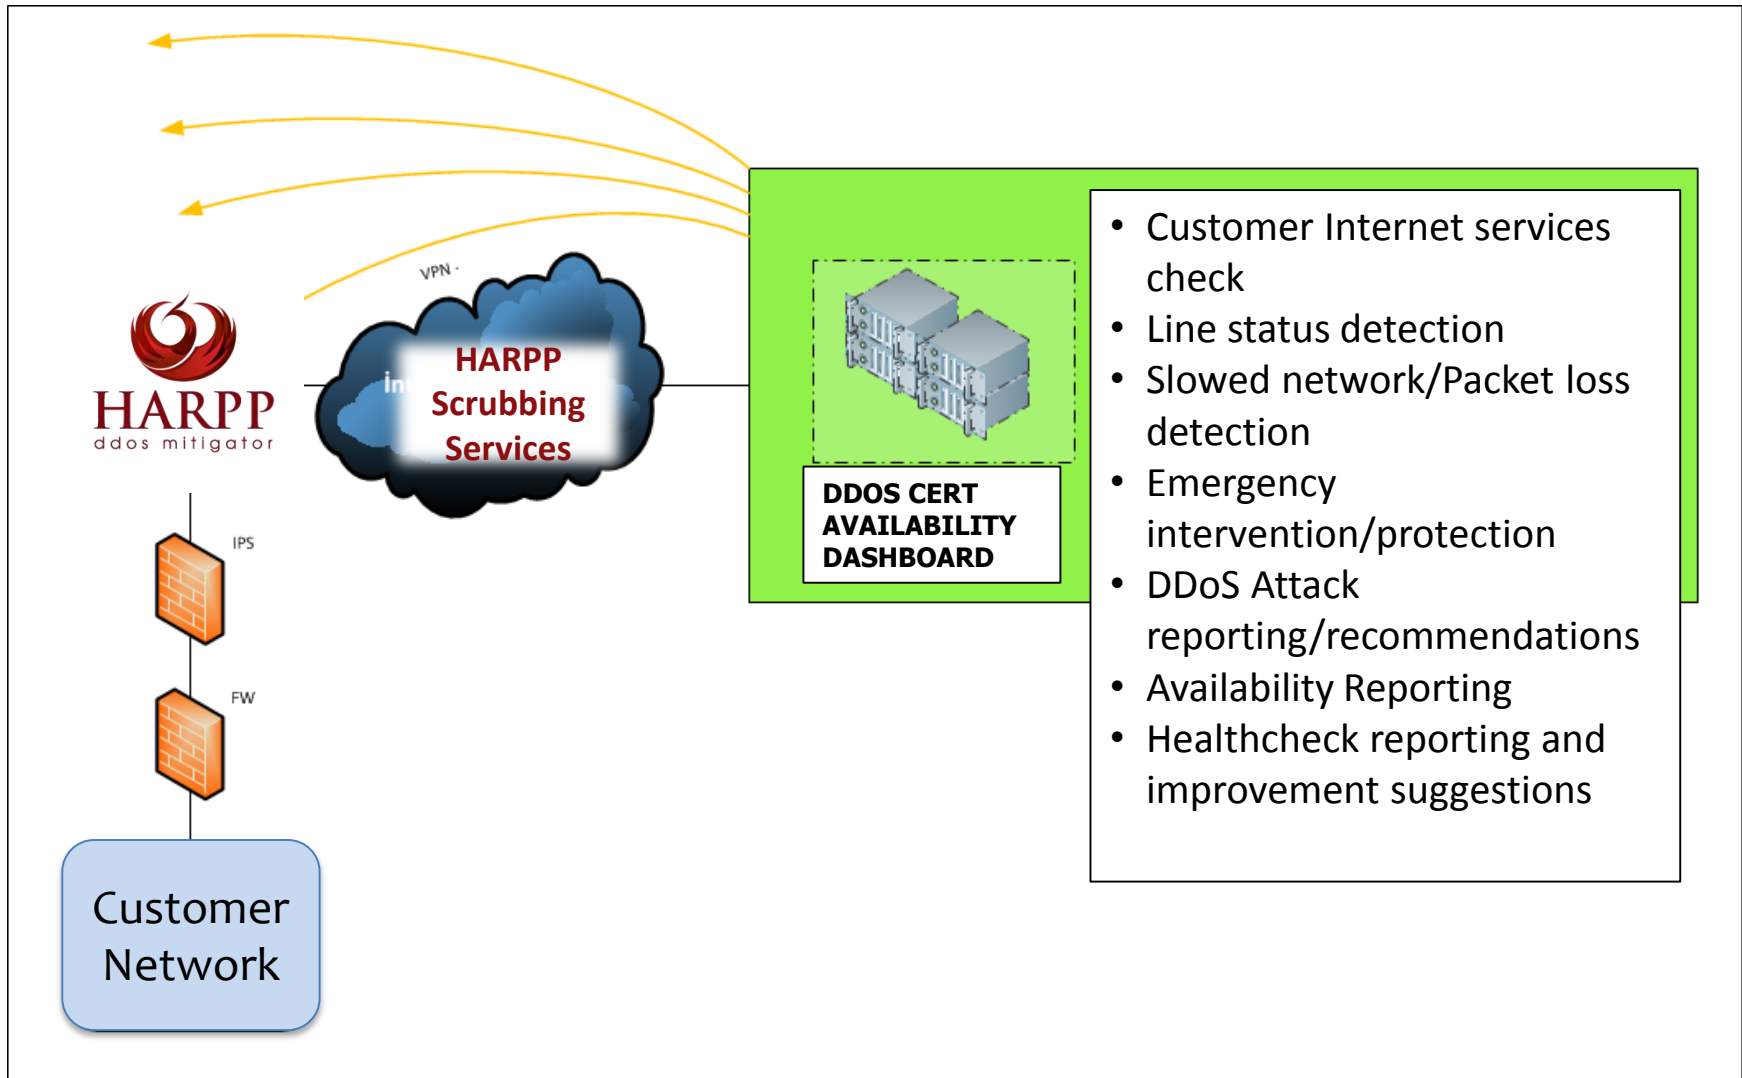 VPN -
HARPP
ddos mitigator
HARPP
Scrubbing
Services
IPS
FW
Customer
Network
DDOS CERT
AVAILABILITY
DASHBOARD
• Customer Internet services
check
• Line status detection
• Slowed network/Packet loss
detection
• Emergency
intervention/protection
• DDoS Attack
reporting/recommendations
• Availability Reporting
• Healthcheck reporting and
improvement suggestions